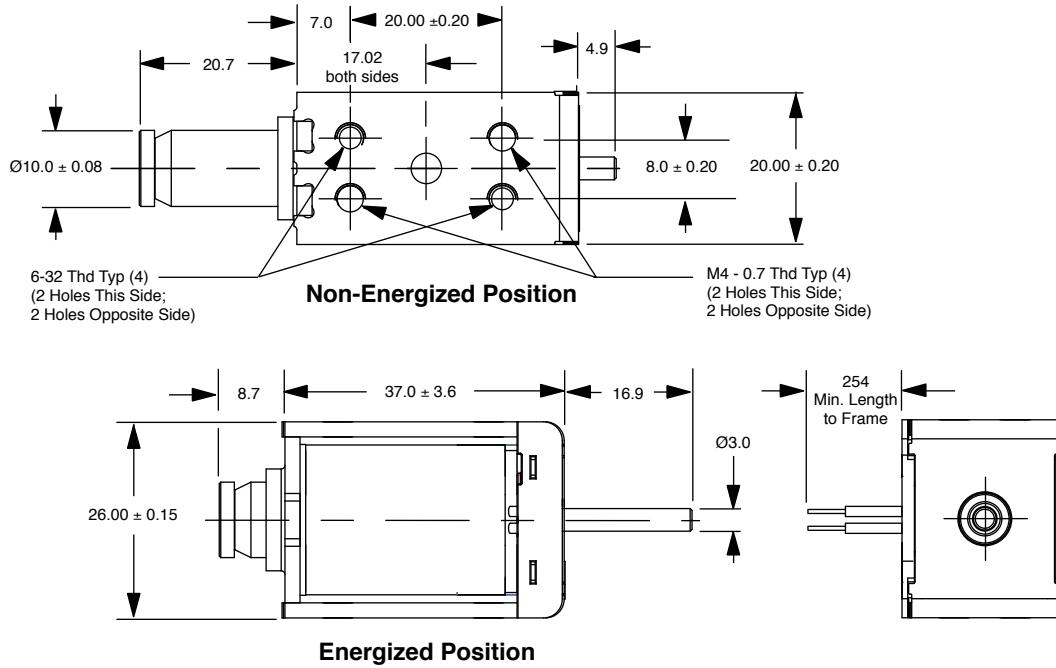 7.0
20.00 ±0.20
4.9
20.7
17.02
both sides
Ø10.0 ± 0.08
8.0 ± 0.20
20.00 ± 0.20
6-32 Thd Typ (4)
(2 Holes This Side;
2 Holes Opposite Side)
Non-Energized Position
M4 - 0.7 Thd Typ (4)
(2 Holes This Side;
2 Holes Opposite Side)
8.7
37.0 ± 3.6
16.9
254
Min. Length
to Frame
Ø3.0
26.00 ± 0.15
Energized Position